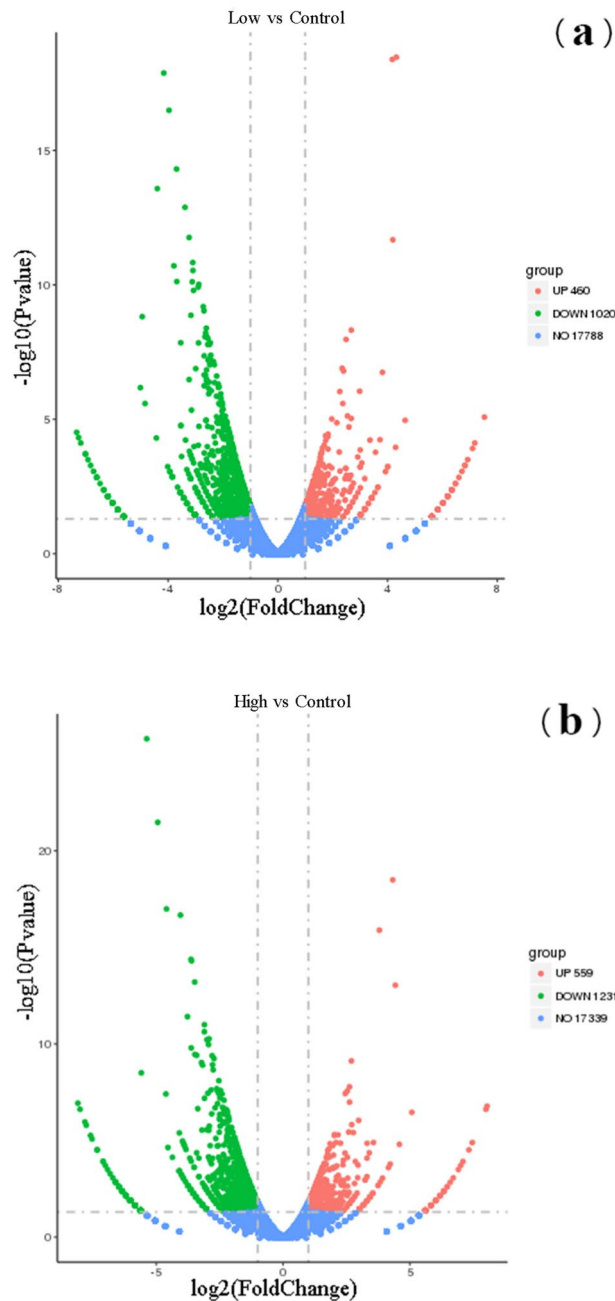 Low vs Control
(a)
-log10(Pvalue)
15
10
5
0
-8
-4
0
4
8
log2(FoldChange)
group
UP 460
DOWN 1020
NO 17788
High vs Control
(b)
-log10(Pvalue)
20
10
0
-5
0
5
log2(FoldChange)
group
UP 559
DOWN 1231
NO 17339